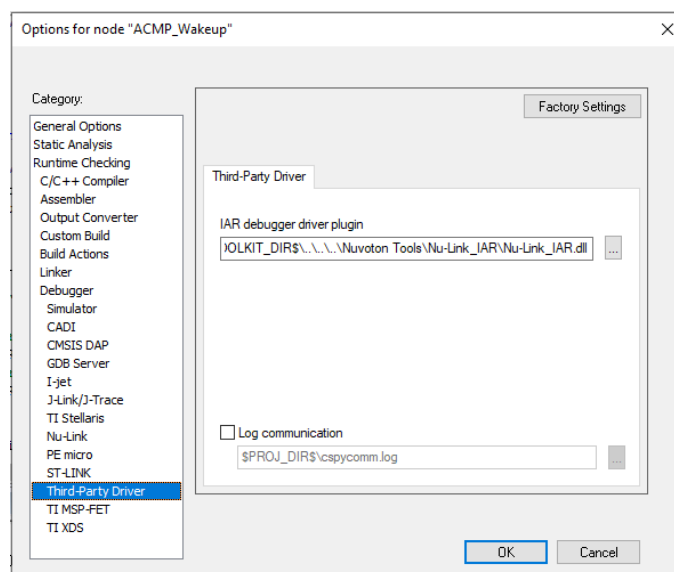 Options for node "ACMP_Wakeup"
Category:
Factory Settings
General Options
Static Analysis
Runtime Checking
C/C++ Compiler
Assembler
Output Converter
Custom Build
Build Actions
Linker
Debugger
Simulator
CADI
CMSIS DAP
GDB Server
I-jet
J-Link/J-Trace
TI Stellaris
Nu-Link
PE micro
ST-LINK
Third-Party Driver
TI MSP-FET
TI XDS
Third-Party Driver
IAR debugger driver plugin
OLKIT_DIR$\..\..\..\Nuvoton Tools\Nu-Link_IAR\Nu-Link_IAR.dll
...
Log communication
$PROJ_DIR$\cspycomm.log
...
OK
Cancel